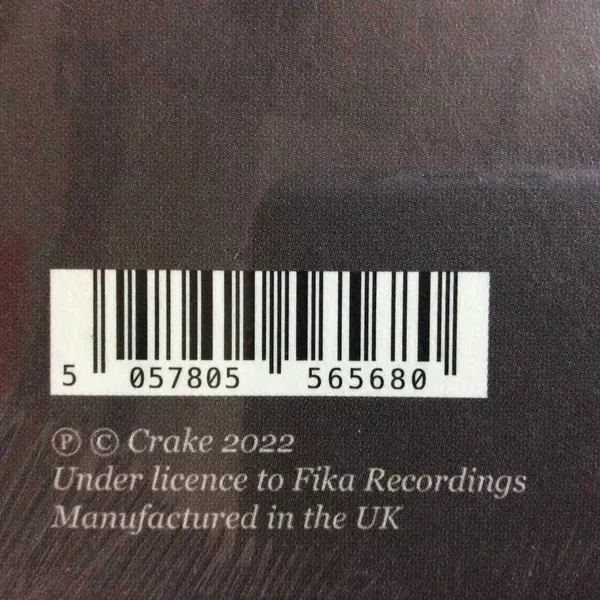 5 057805 565680
Ⓟ © Crake 2022
Under licence to Fika Recordings
Manufactured in the UK